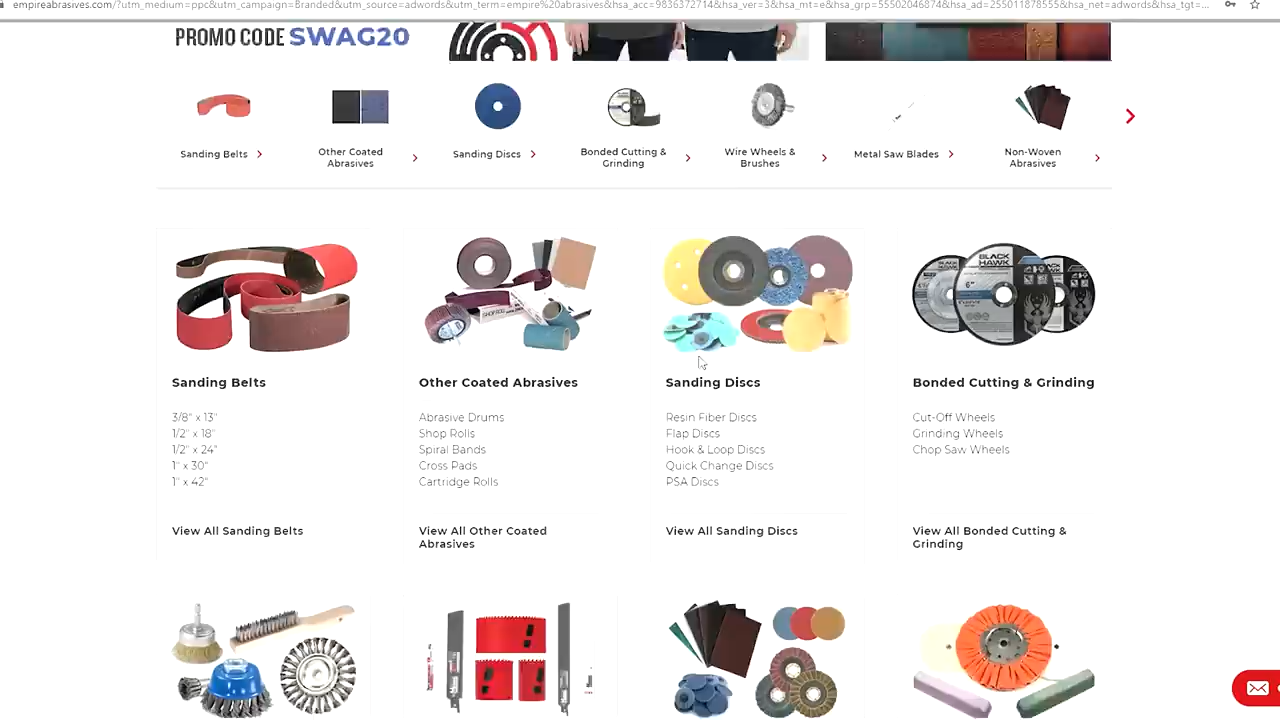 empireabrasives.com/?utm_medium=ppc&utm_campaign=Branded&utm_source=adwords&utm_term=empire%20abrasives&hsa_acc=9836372714&hsa_ver=3&hsa_mt=e&hsa_grp=55502046874&hsa_ad=255011878555&hsa_net=adwords&hsa_tgt=...
PROMO CODE SWAG20
Sanding Belts
Other Coated
Abrasives
Sanding Discs
Bonded Cutting &
Grinding
Wire Wheels &
Brushes
Metal Saw Blades
Non-Woven
Abrasives
BLACK
HAWK
6"
Sanding Belts
3/8" x 13"
1/2" x 18"
1/2" x 24"
1" x 30"
1" x 42"
View All Sanding Belts
Other Coated Abrasives
Abrasive Drums
Shop Rolls
Spiral Bands
Cross Pads
Cartridge Rolls
View All Other Coated
Abrasives
Sanding Discs
Resin Fiber Discs
Flap Discs
Hook & Loop Discs
Quick Change Discs
PSA Discs
View All Sanding Discs
Bonded Cutting & Grinding
Cut-Off Wheels
Grinding Wheels
Chop Saw Wheels
View All Bonded Cutting &
Grinding